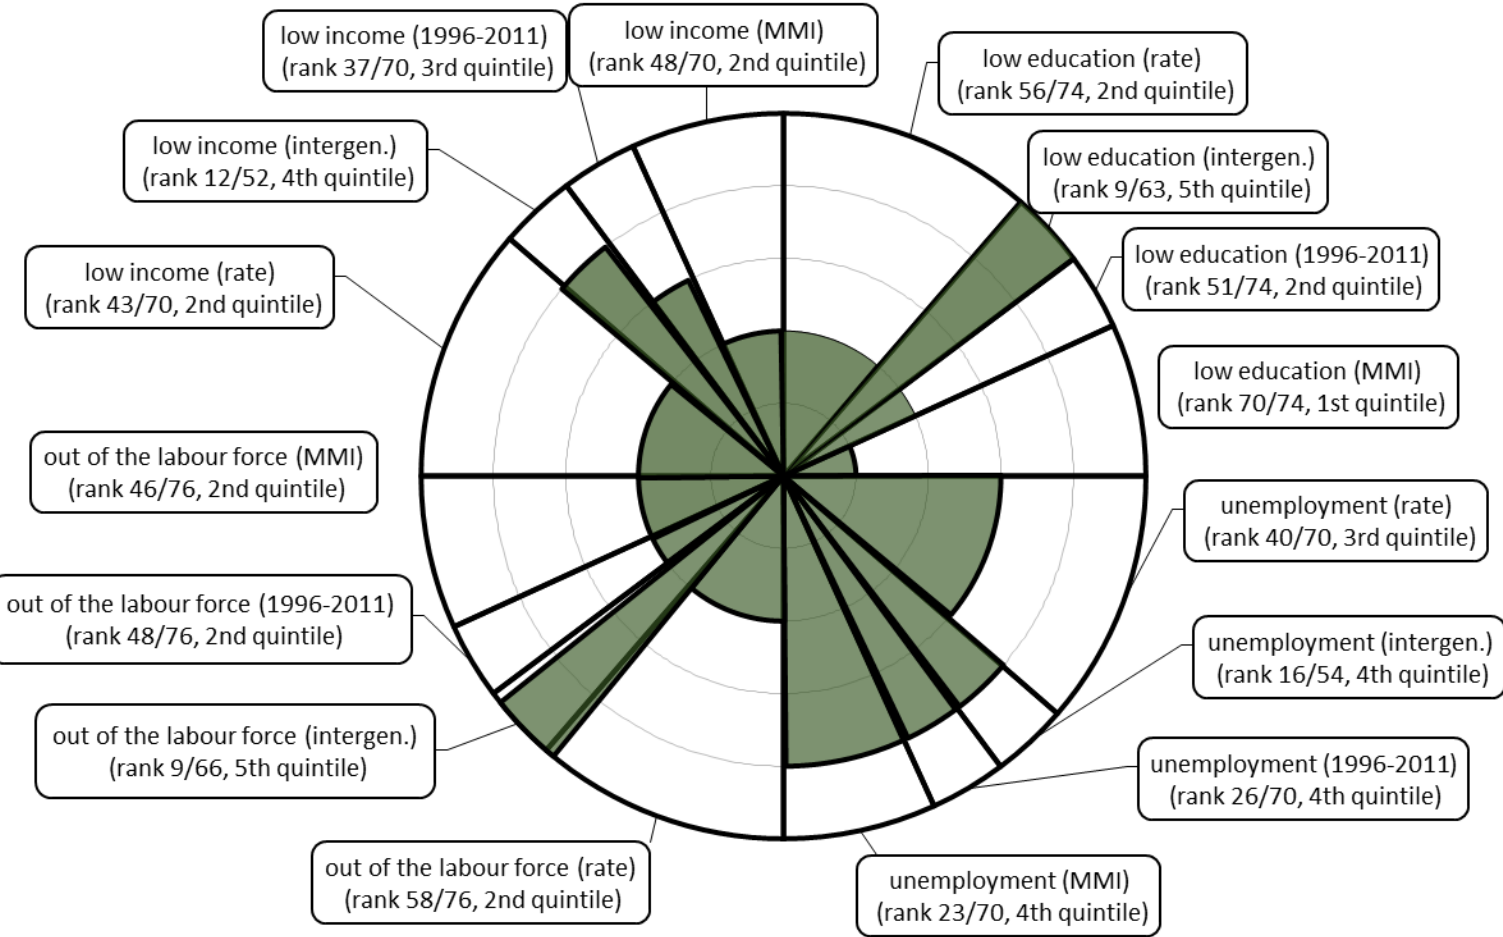 low income (1996-2011)
(rank 37/70, 3rd quintile)
low income (MMI)
(rank 48/70, 2nd quintile)
low education (rate)
(rank 56/74, 2nd quintile)
low income (intergen.)
(rank 12/52, 4th quintile)
low education (intergen.)
(rank 9/63, 5th quintile)
low education (1996-2011)
(rank 51/74, 2nd quintile)
low income (rate)
(rank 43/70, 2nd quintile)
low education (MMI)
(rank 70/74, 1st quintile)
out of the labour force (MMI)
(rank 46/76, 2nd quintile)
unemployment (rate)
(rank 40/70, 3rd quintile)
out of the labour force (1996-2011)
(rank 48/76, 2nd quintile)
unemployment (intergen.)
(rank 16/54, 4th quintile)
out of the labour force (intergen.)
(rank 9/66, 5th quintile)
unemployment (1996-2011)
(rank 26/70, 4th quintile)
out of the labour force (rate)
(rank 58/76, 2nd quintile)
unemployment (MMI)
(rank 23/70, 4th quintile)